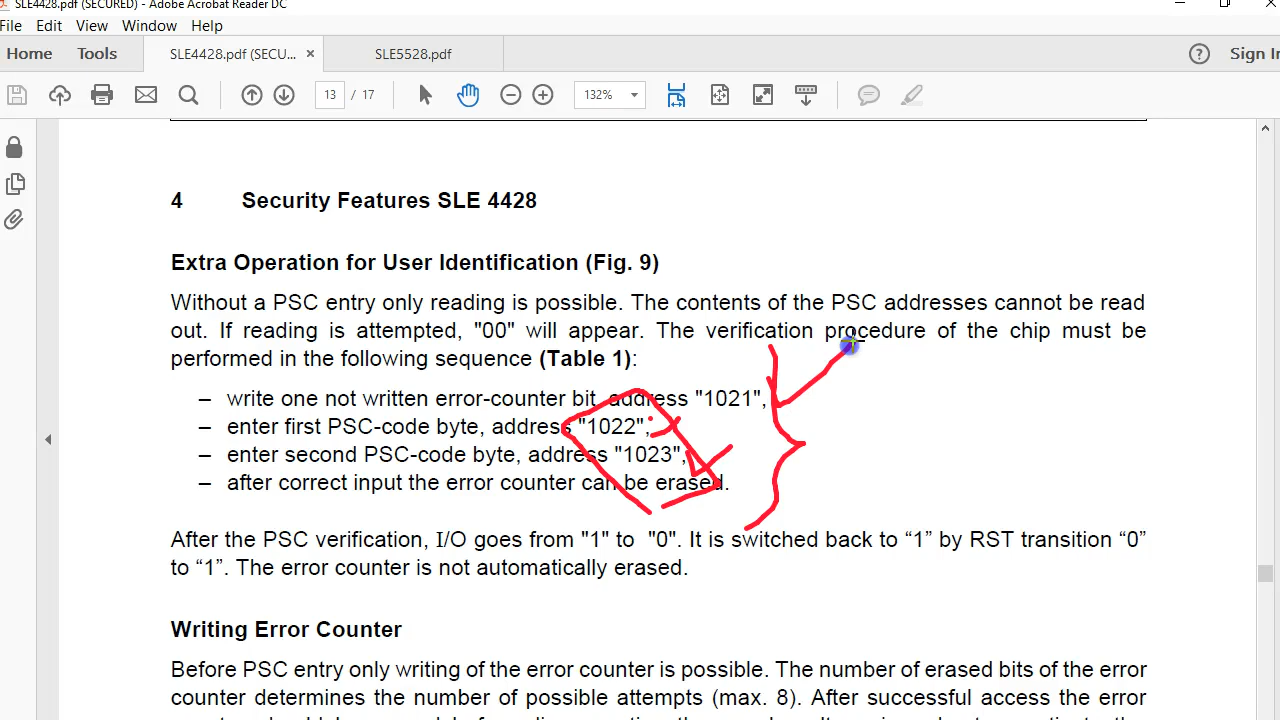 SLE4428.pdf (SECURED) - Adobe Acrobat Reader DC
File Edit View Window Help
Home Tools SLE4428.pdf (SECU... × SLE5528.pdf ? Sign In
13 / 17 132%
4 Security Features SLE 4428
Extra Operation for User Identification (Fig. 9)
Without a PSC entry only reading is possible. The contents of the PSC addresses cannot be read
out. If reading is attempted, "00" will appear. The verification procedure of the chip must be
performed in the following sequence (Table 1):
– write one not written error-counter bit, address "1021",
– enter first PSC-code byte, address "1022",
– enter second PSC-code byte, address "1023",
– after correct input the error counter can be erased.
After the PSC verification, I/O goes from "1" to "0". It is switched back to “1” by RST transition “0”
to “1”. The error counter is not automatically erased.
Writing Error Counter
Before PSC entry only writing of the error counter is possible. The number of erased bits of the error
counter determines the number of possible attempts (max. 8). After successful access the error